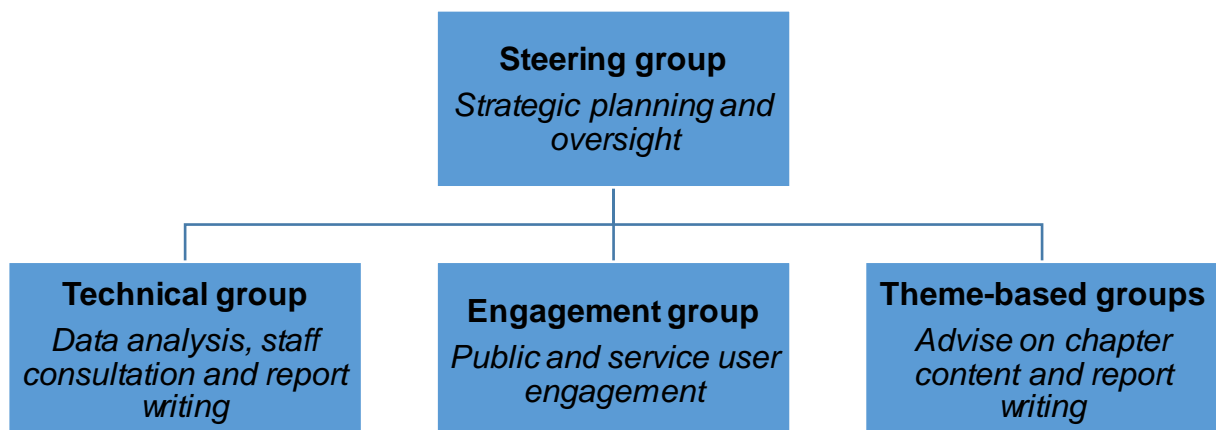 Steering group
Strategic planning and
oversight
Technical group
Data analysis, staff
consultation and report
writing
Engagement group
Public and service user
engagement
Theme-based groups
Advise on chapter
content and report
writing